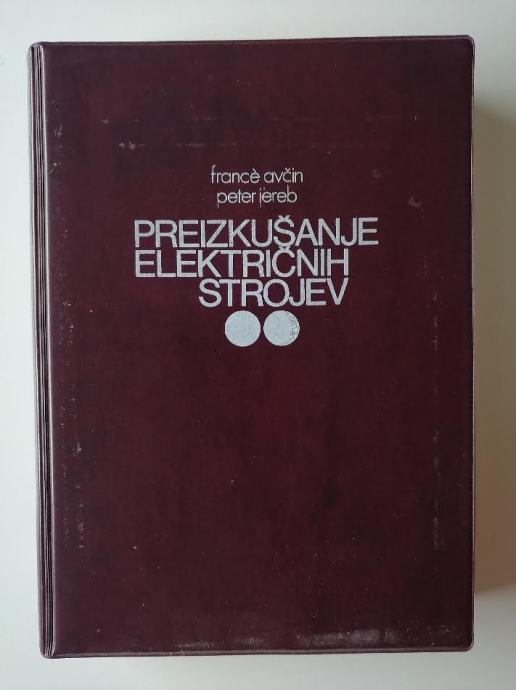 francè avčin
peter jereb
PREIZKUŠANJE
ELEKTRIČNIH
STROJEV